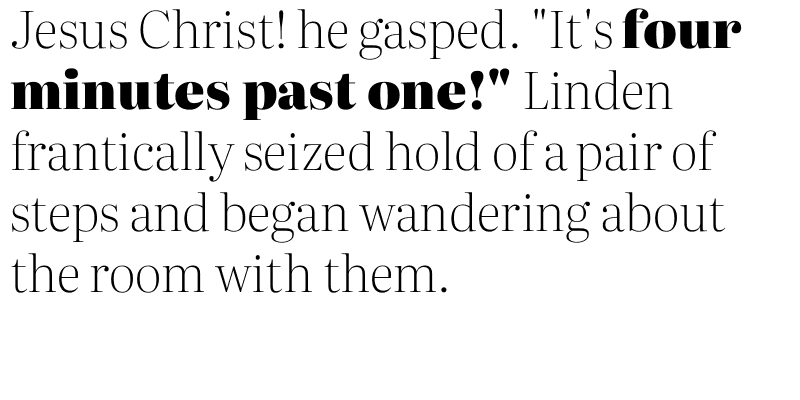 Jesus Christ! he gasped. "It's four
minutes past one!" Linden
frantically seized hold of a pair of
steps and began wandering about
the room with them.